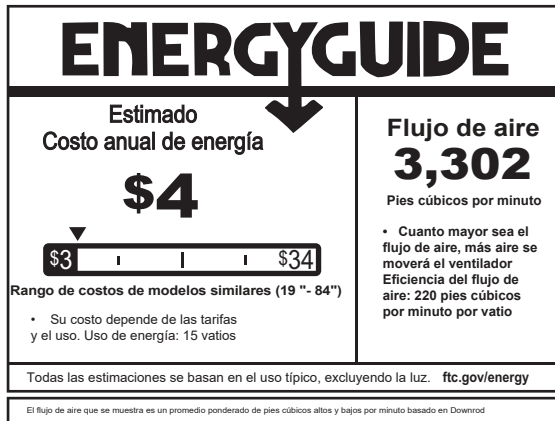 ENERGYGUIDE
Estimado
Costo anual de energía
$4
$3
$34
Rango de costos de modelos similares (19 "- 84")
• Su costo depende de las tarifas
y el uso. Uso de energía: 15 vatios
Flujo de aire
3,302
Pies cúbicos por minuto
• Cuanto mayor sea el
flujo de aire, más aire se
moverá el ventilador
Eficiencia del flujo de
aire: 220 pies cúbicos
por minuto por vatio
Todas las estimaciones se basan en el uso típico, excluyendo la luz. ftc.gov/energy
El flujo de aire que se muestra es un promedio ponderado de pies cúbicos altos y bajos por minuto basado en Downrod